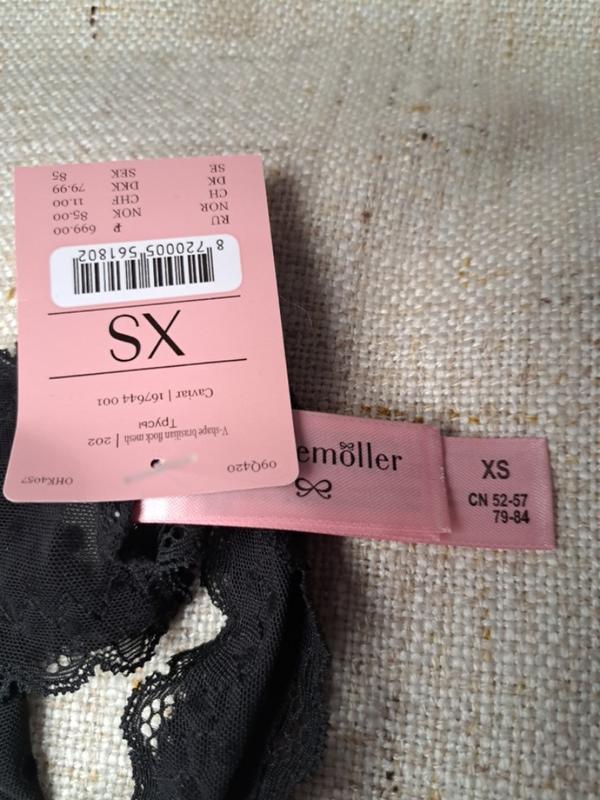 09Q420 OHK4057
V-shape brasilian flock mesh | 202
Трусы
Caviar | 167644 001
XS
8 720005 561802
RU ₽ 699.00
NOR NOK 85.00
CH CHF 11.00
DK DKK 79.99
SE SEK 85
emöller
XS
CN 52-57
79-84